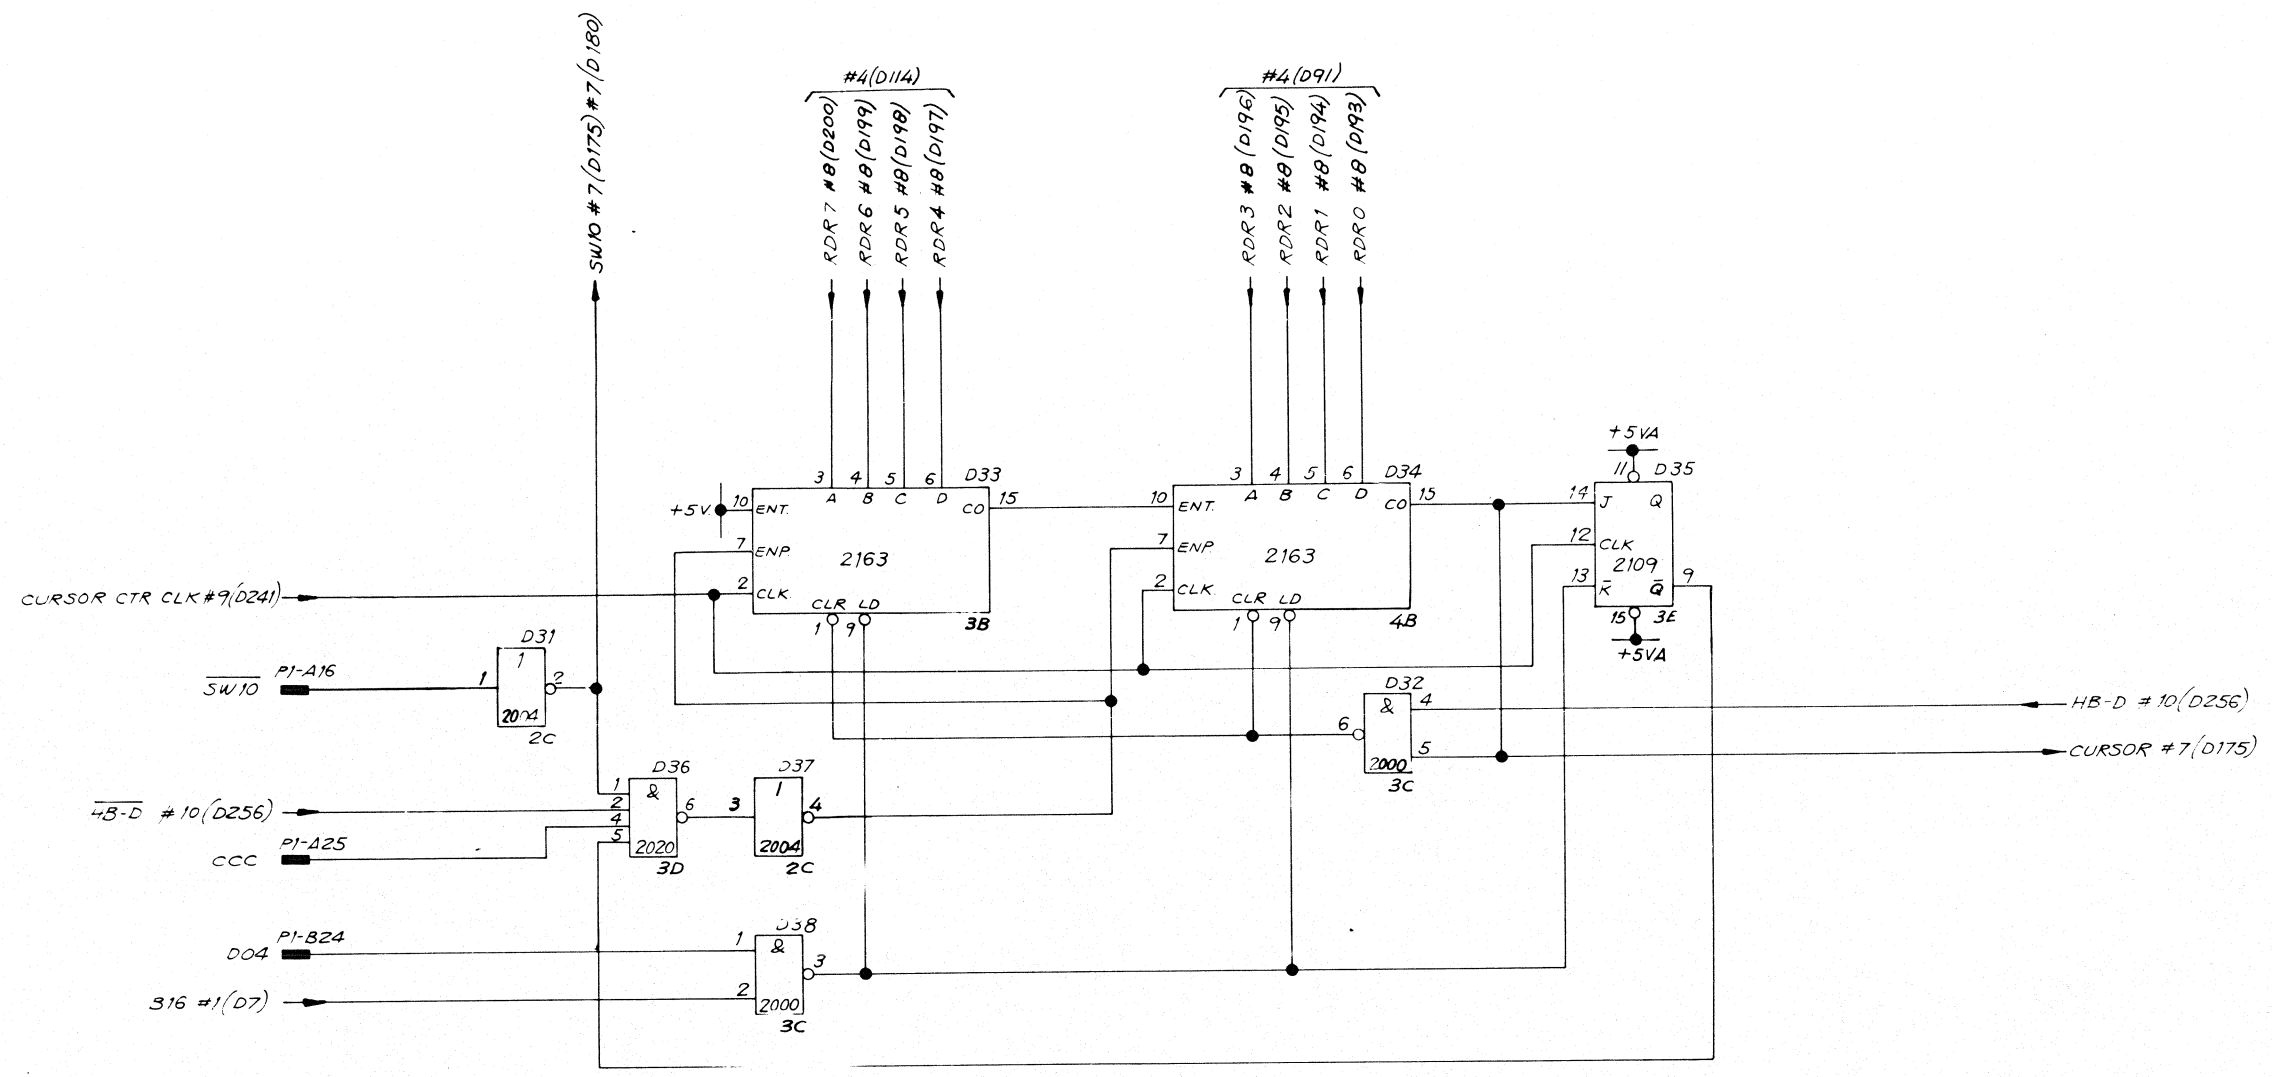 SW10 #7(D175) #7(D180)
#4(D114)
RDR7 #8(D200)
RDR6 #8(D199)
RDR5 #8(D198)
RDR4 #8(D197)
#4(D91)
RDR3 #8(D196)
RDR2 #8(D195)
RDR1 #8(D194)
RDR0 #8(D193)
+5VA
11 D35
3 4 5 6 D33
A B C D
+5V. 10 ENT. CO 15
7 ENP.
2163
2 CLK.
CLR LD
1 9 3B
3 4 5 6 D34
A B C D
10 ENT. CO 15
7 ENP.
2163
2 CLK.
CLR LD
1 9 4B
14 J Q
12 CLK
2109
13 K̅ Q̅ 9
15 3E
+5VA
CURSOR CTR CLK #9(D241)
D31
S̅W̅1̅0̅ P1-A16 1 1 2
2004
2C
D32
& 4 HB-D #10(D256)
6
5 CURSOR #7(D175)
2000
3C
D36
1 &
4̅B̅-̅D̅ #10(D256) 2 6
4
CCC P1-A25 5
2020
3D
D37
3 1 4
2004
2C
D38
D04 P1-B24 1 &
3
316 #1(D7) 2
2000
3C